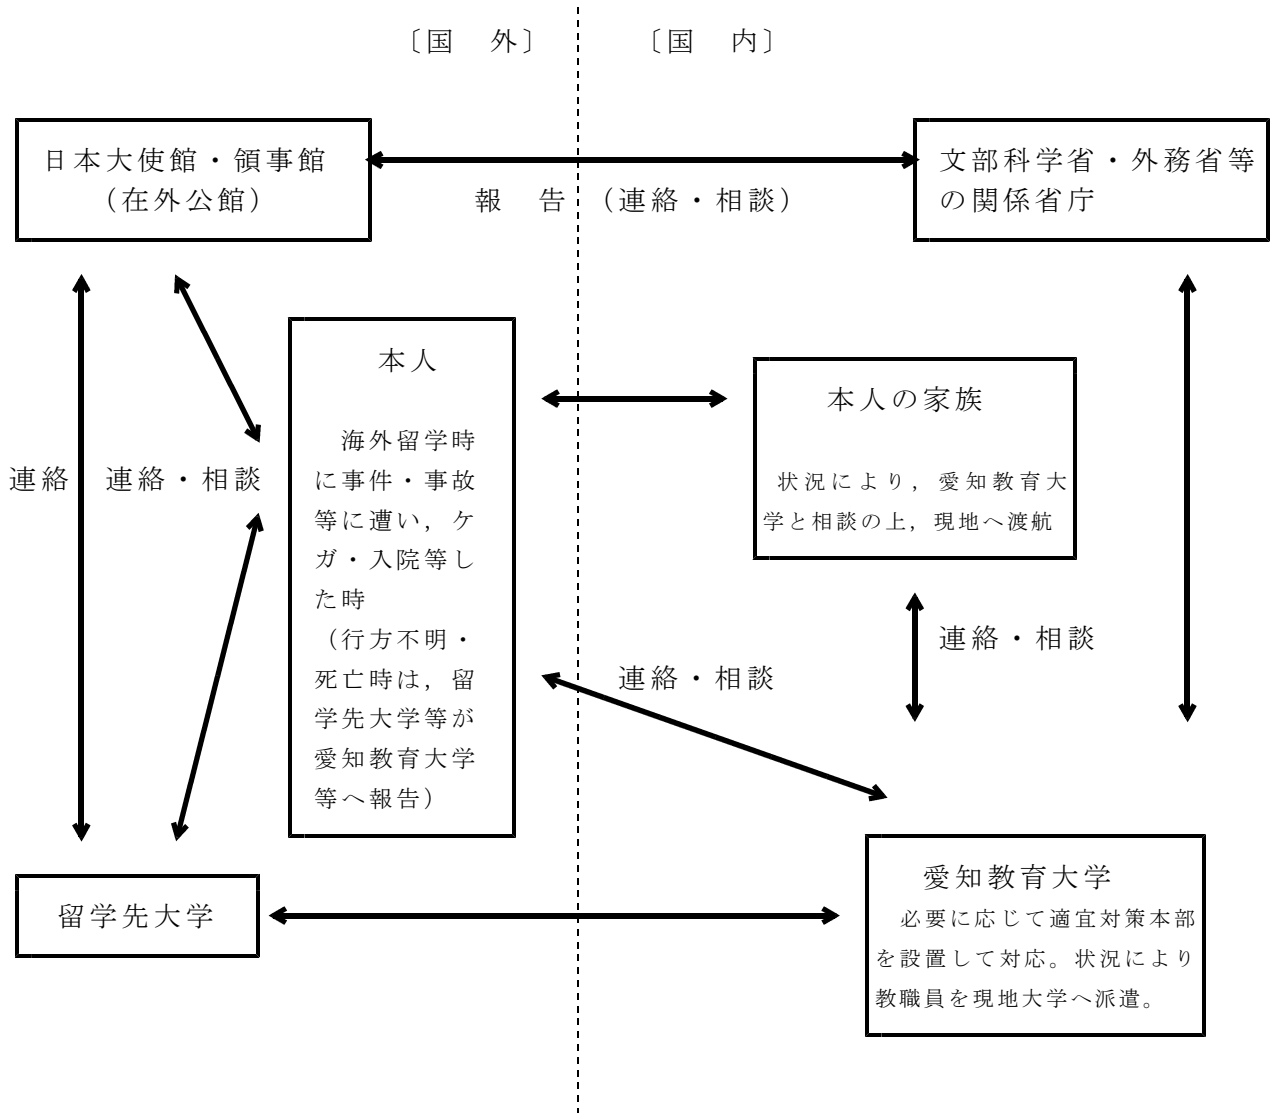 〔国　外〕
〔国　内〕
日本大使館・領事館
（在外公館）
文部科学省・外務省等
の関係省庁
報　告　（連絡・相談）
本人
海外留学時
に事件・事故
等に遭い，ケ
ガ・入院等し
た時
（行方不明・
死亡時は，留
学先大学等が
愛知教育大学
等へ報告）
本人の家族
状況により，愛知教育大
学と相談の上，現地へ渡航
連絡
連絡・相談
連絡・相談
連絡・相談
留学先大学
愛知教育大学
必要に応じて適宜対策本部
を設置して対応。状況により
教職員を現地大学へ派遣。